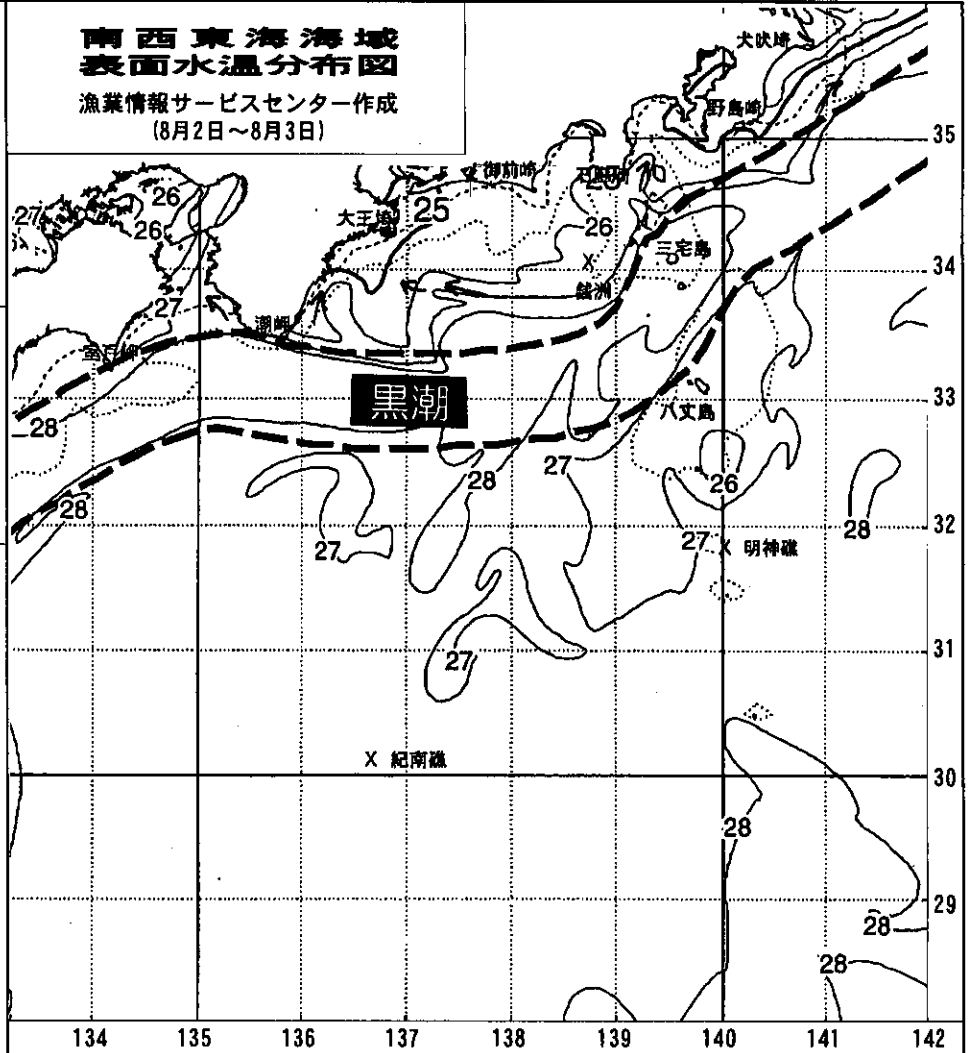 南西東海海域
表面水温分布図
漁業情報サービスセンター作成
(8月2日～8月3日)
犬吠埼
野島崎
35
御前崎
27
26
26
大王埼
25
26
三宅島
34
銭洲
27
潮岬
室戸岬
黒潮
33
八丈島
28
27
28
26
28
32
28
27
27
X 明神礁
31
27
X 紀南礁
30
28
29
28
28
134 135 136 137 138 139 140 141 142